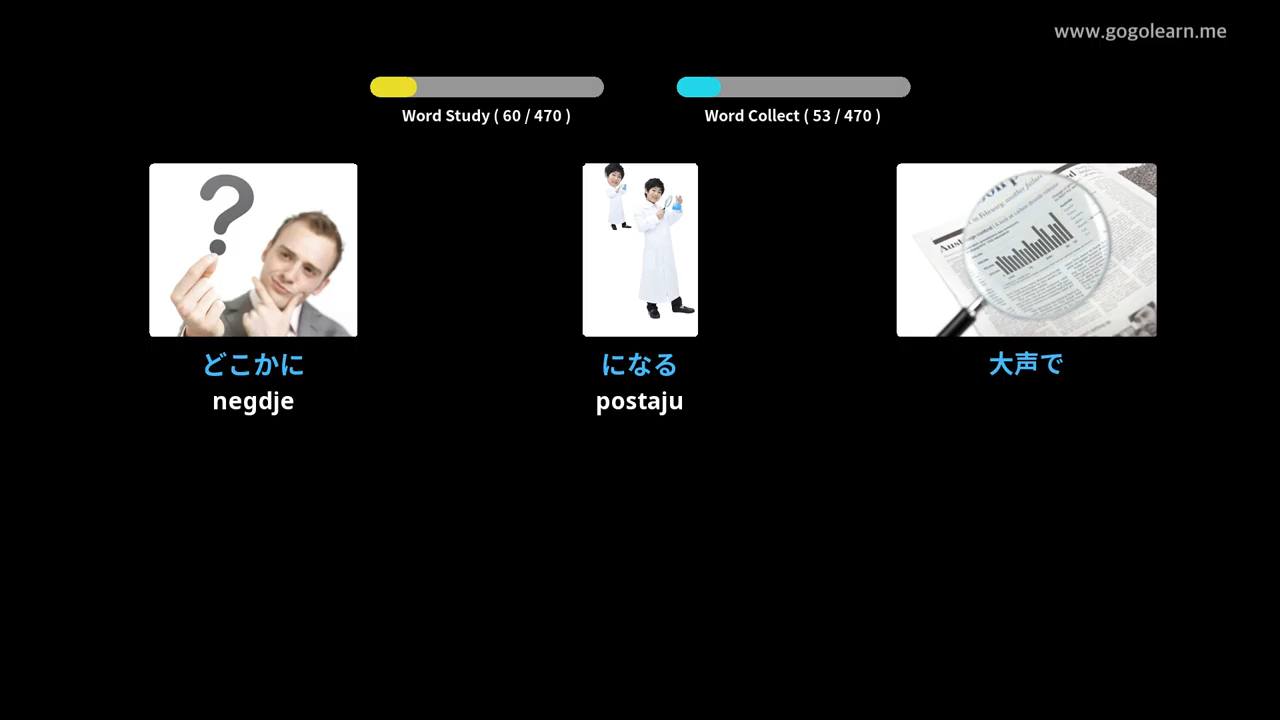 www.gogolearn.me
Word Study ( 60 / 470 )
Word Collect ( 53 / 470 )
どこかに
negdje
になる
postaju
大声で